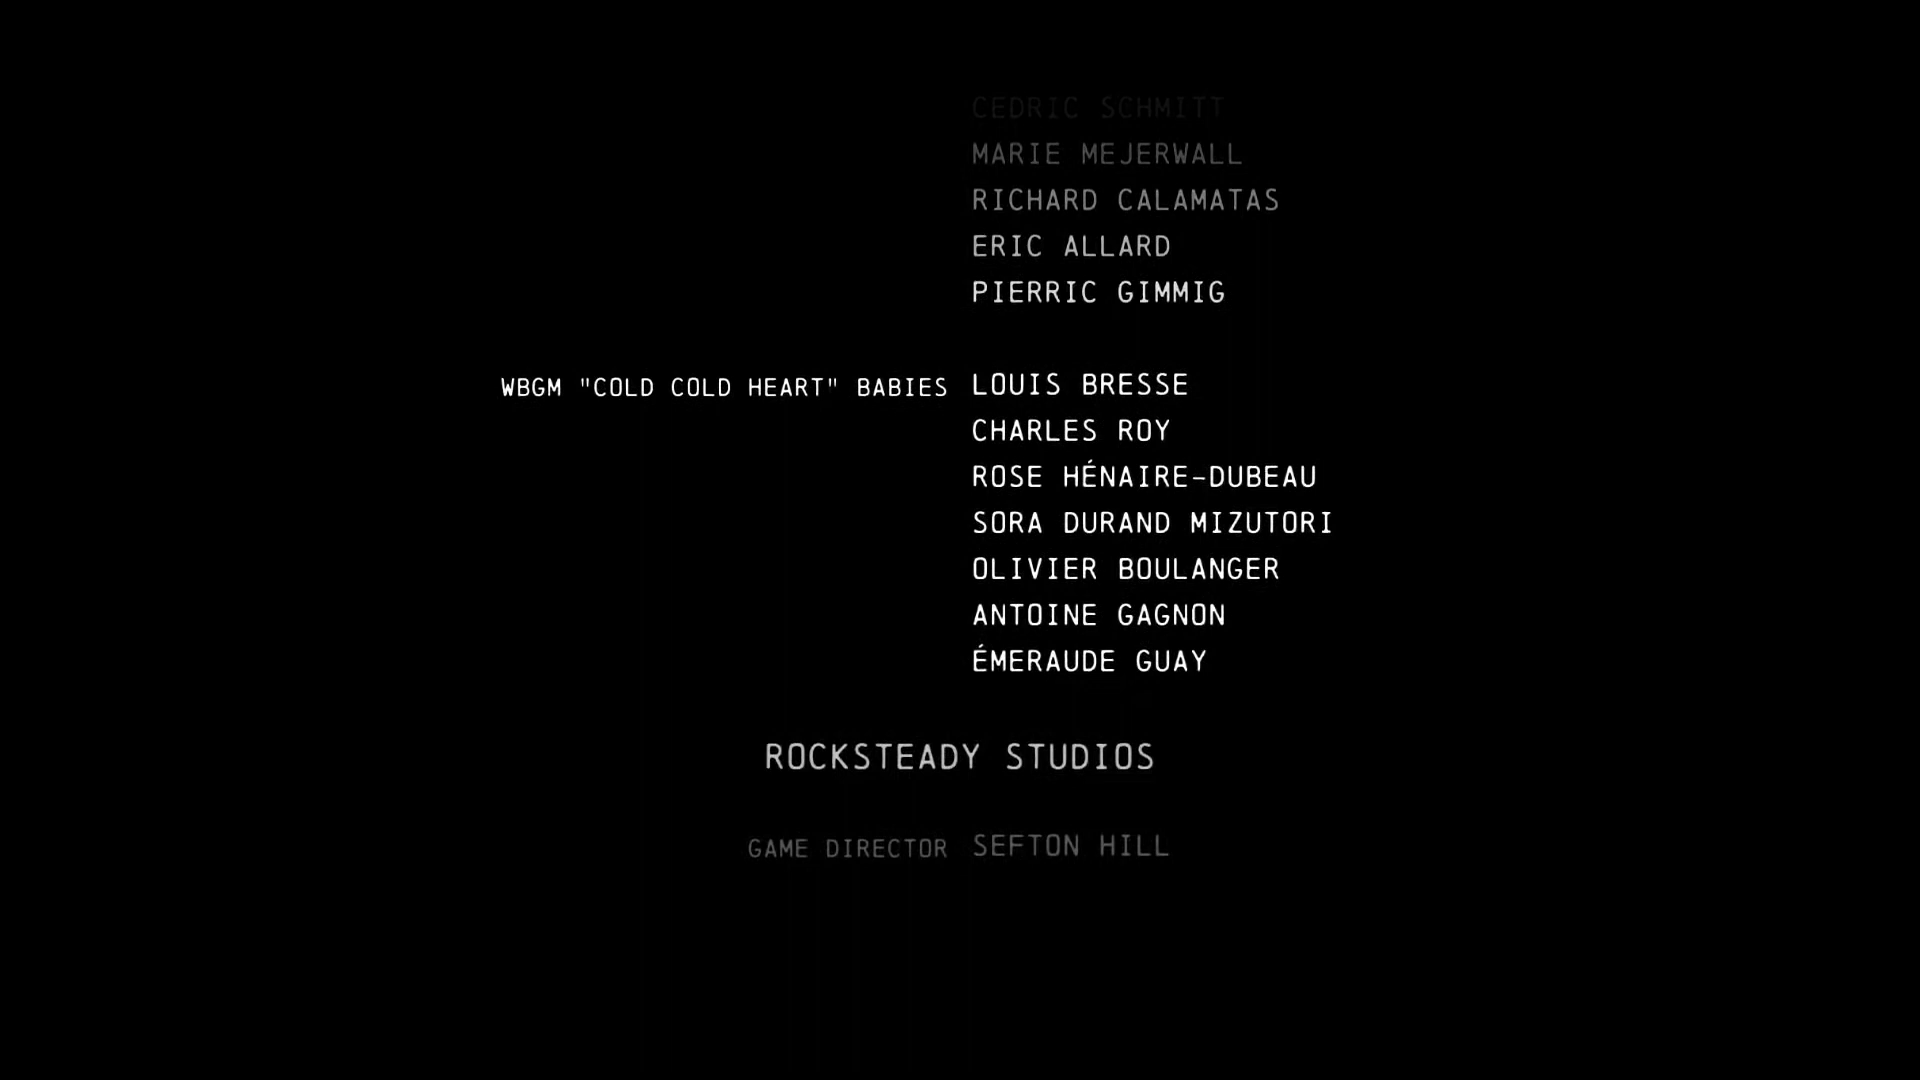 CEDRIC SCHMITT
MARIE MEJERWALL
RICHARD CALAMATAS
ERIC ALLARD
PIERRIC GIMMIG
WBGM "COLD COLD HEART" BABIES LOUIS BRESSE
CHARLES ROY
ROSE HÉNAIRE-DUBEAU
SORA DURAND MIZUTORI
OLIVIER BOULANGER
ANTOINE GAGNON
ÉMERAUDE GUAY
ROCKSTEADY STUDIOS
GAME DIRECTOR SEFTON HILL